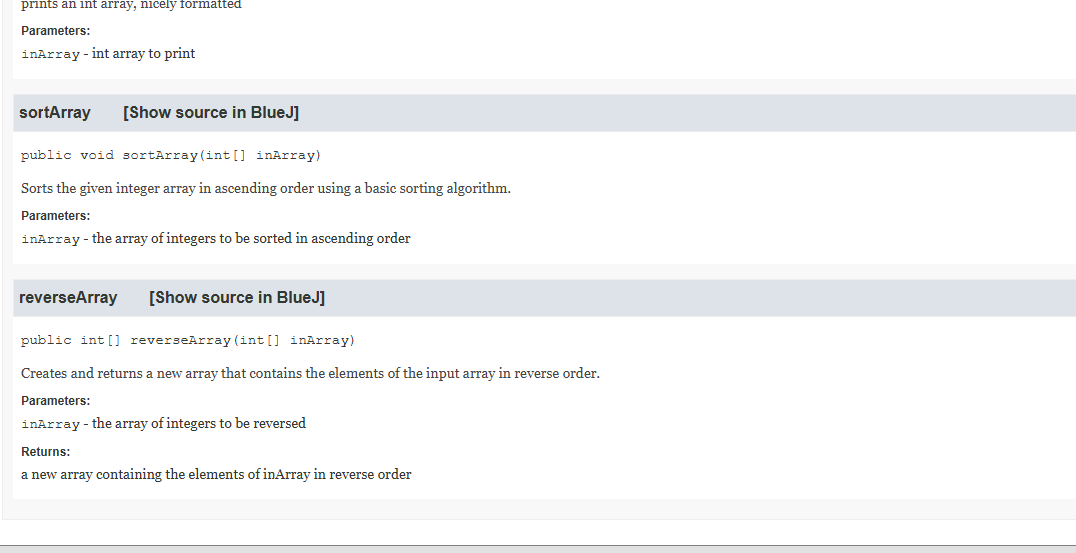 prints an int array, nicely formatted
Parameters:
inArray - int array to print
sortArray [Show source in BlueJ]
public void sortArray(int[] inArray)
Sorts the given integer array in ascending order using a basic sorting algorithm.
Parameters:
inArray - the array of integers to be sorted in ascending order
reverseArray [Show source in BlueJ]
public int[] reverseArray(int[] inArray)
Creates and returns a new array that contains the elements of the input array in reverse order.
Parameters:
inArray - the array of integers to be reversed
Returns:
a new array containing the elements of inArray in reverse order